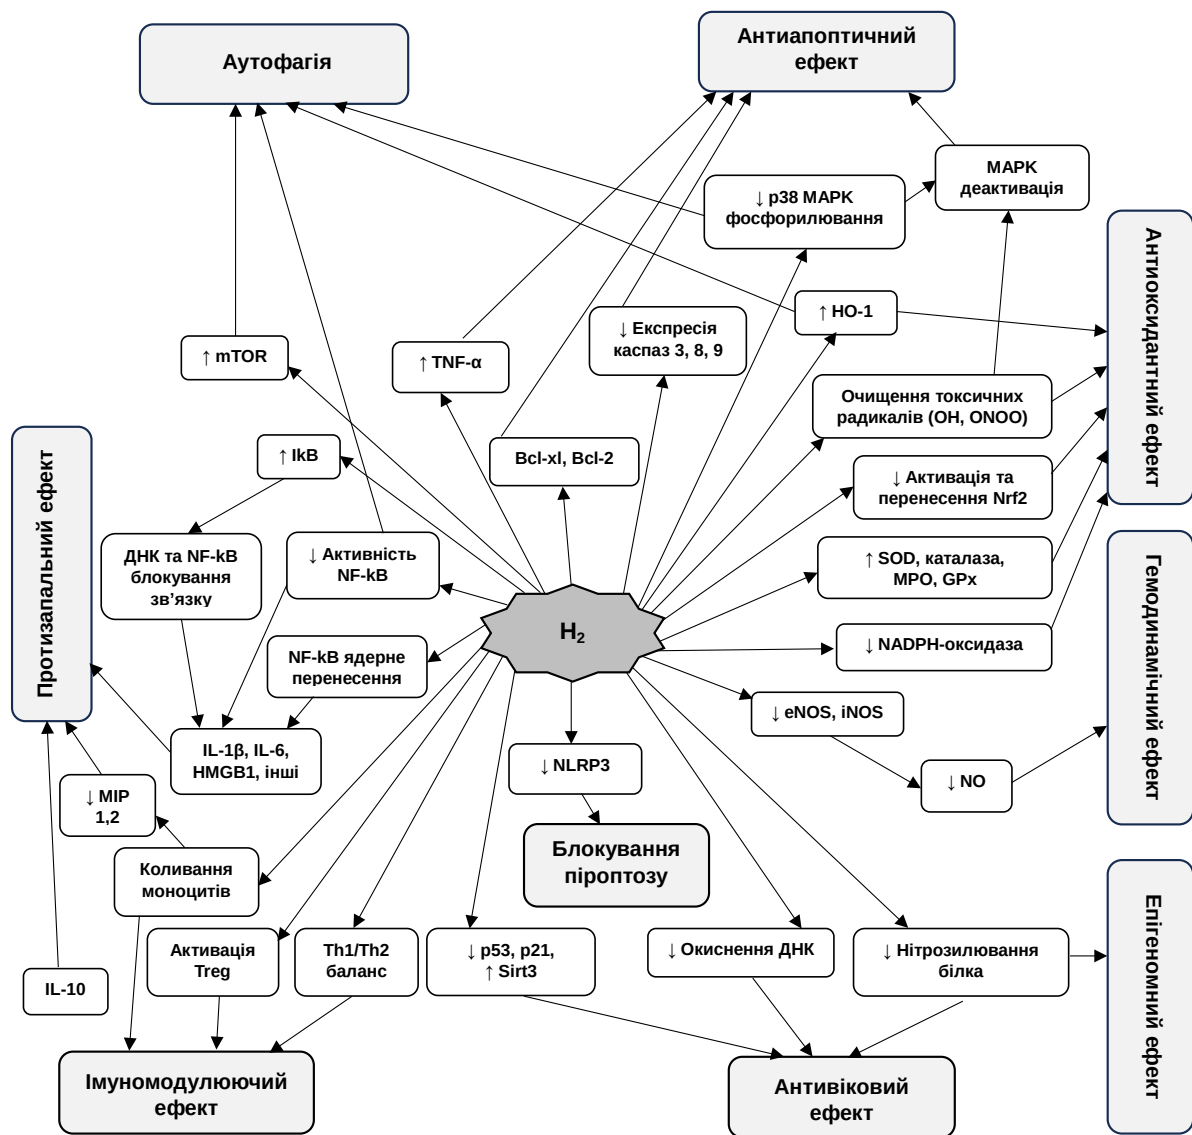 Антиапоптичний
ефект
Аутофагія
MAPK
деактивація
↓ p38 MAPK
фосфорилювання
Антиоксидантний ефект
↑ HO-1
↓ Експресія
каспаз 3, 8, 9
↑ mTOR
↑ TNF-α
Очищення токсичних
радикалів (OH, ONOO)
Протизапальний ефект
↑ IkB
Bcl-xl, Bcl-2
↓ Активація та
перенесення Nrf2
ДНК та NF-kB
блокування
зв’язку
↓ Активність
NF-kB
↑ SOD, каталаза,
MPO, GPx
Гемодинамічний ефект
H₂
NF-kB ядерне
перенесення
↓ NADPH-оксидаза
↓ eNOS, iNOS
IL-1β, IL-6,
HMGB1, інші
↓ NLRP3
↓ NO
↓ MIP
1,2
Блокування
піроптозу
Коливання
моноцитів
Епігеномний ефект
Активація
Treg
Th1/Th2
баланс
↓ p53, p21,
↑ Sirt3
↓ Окиснення ДНК
↓ Нітрозилювання
білка
IL-10
Імуномодулюючий
ефект
Антивіковий
ефект